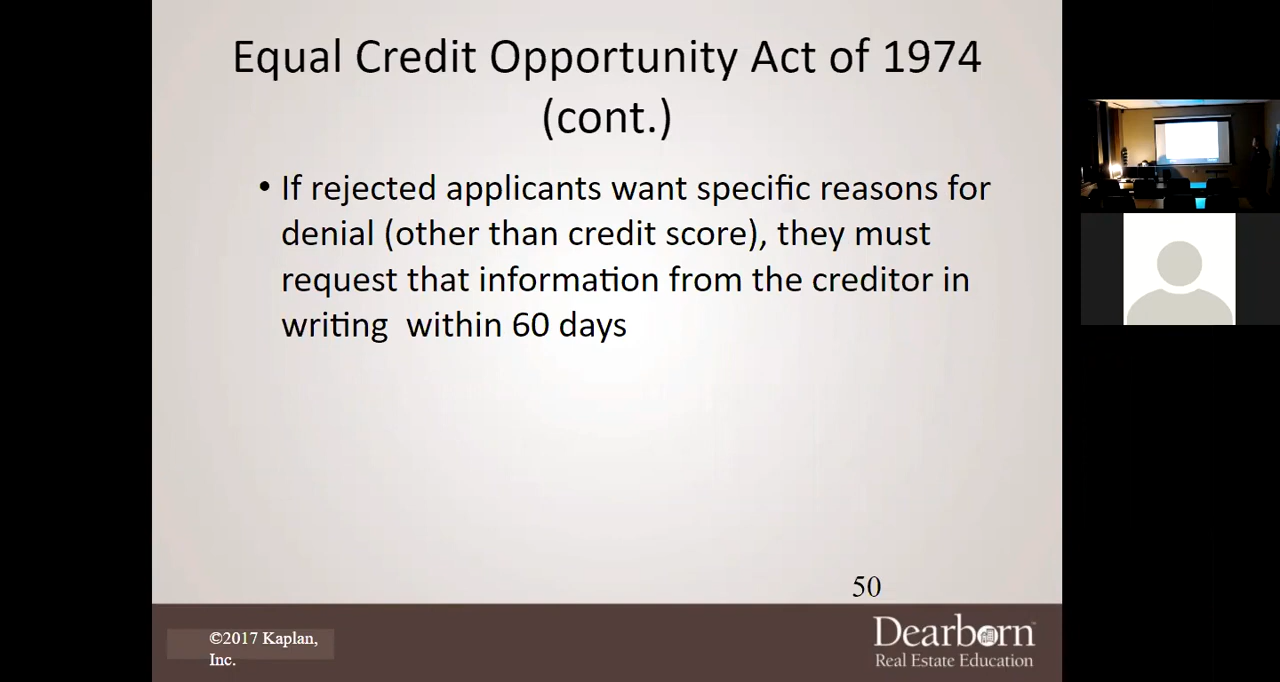 Equal Credit Opportunity Act of 1974
(cont.)
• If rejected applicants want specific reasons for
denial (other than credit score), they must
request that information from the creditor in
writing  within 60 days
50
©2017 Kaplan,
Inc.
Dearborn™
Real Estate Education